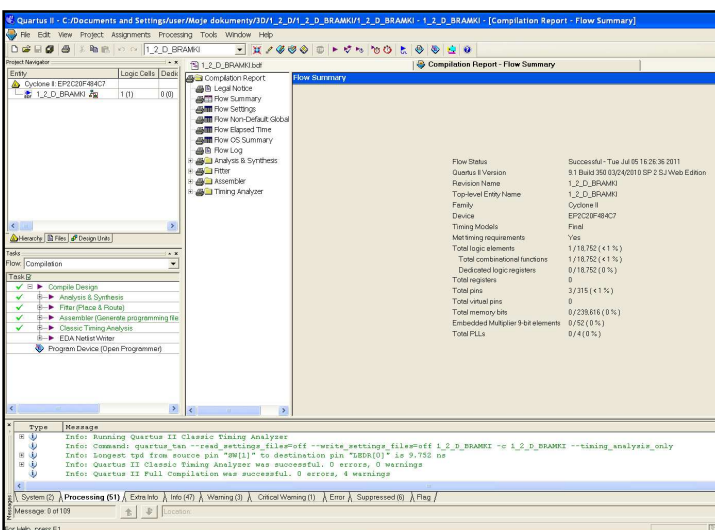 Quartus II - C:/Documents and Settings/user/Moje dokumenty/3D/1_2_D/1_2_D_BRAMKI/1_2_D_BRAMKI - 1_2_D_BRAMKI - [Compilation Report - Flow Summary]
File Edit View Project Assignments Processing Tools Window Help
1_2_D_BRAMKI
Project Navigator
Entity Logic Cells Dedic
Cyclone II: EP2C20F484C7
1_2_D_BRAMKI 1 (1) 0 (0)
Hierarchy Files Design Units
Tasks
Flow: Compilation
Task
Compile Design
Analysis & Synthesis
Fitter (Place & Route)
Assembler (Generate programming file
Classic Timing Analysis
EDA Netlist Writer
Program Device (Open Programmer)
1_2_D_BRAMKI.bdf
Compilation Report - Flow Summary
Compilation Report
Legal Notice
Flow Summary
Flow Settings
Flow Non-Default Global
Flow Elapsed Time
Flow OS Summary
Flow Log
Analysis & Synthesis
Fitter
Assembler
Timing Analyzer
Flow Summary
Flow Status Successful - Tue Jul 05 16:26:36 2011
Quartus II Version 9.1 Build 350 03/24/2010 SP 2 SJ Web Edition
Revision Name 1_2_D_BRAMKI
Top-level Entity Name 1_2_D_BRAMKI
Family Cyclone II
Device EP2C20F484C7
Timing Models Final
Met timing requirements Yes
Total logic elements 1 / 18,752 ( < 1 % )
Total combinational functions 1 / 18,752 ( < 1 % )
Dedicated logic registers 0 / 18,752 ( 0 % )
Total registers 0
Total pins 3 / 315 ( < 1 % )
Total virtual pins 0
Total memory bits 0 / 239,616 ( 0 % )
Embedded Multiplier 9-bit elements 0 / 52 ( 0 % )
Total PLLs 0 / 4 ( 0 % )
Type Message
Info: Running Quartus II Classic Timing Analyzer
Info: Command: quartus_tan --read_settings_files=off --write_settings_files=off 1_2_D_BRAMKI -c 1_2_D_BRAMKI --timing_analysis_only
Info: Longest tpd from source pin "SW[1]" to destination pin "LEDR[0]" is 9.752 ns
Info: Quartus II Classic Timing Analyzer was successful. 0 errors, 0 warnings
Info: Quartus II Full Compilation was successful. 0 errors, 4 warnings
System (2) Processing (51) Extra Info Info (47) Warning (3) Critical Warning (1) Error Suppressed (6) Flag
Messages
Message: 0 of 109 Location:
For Help, press F1